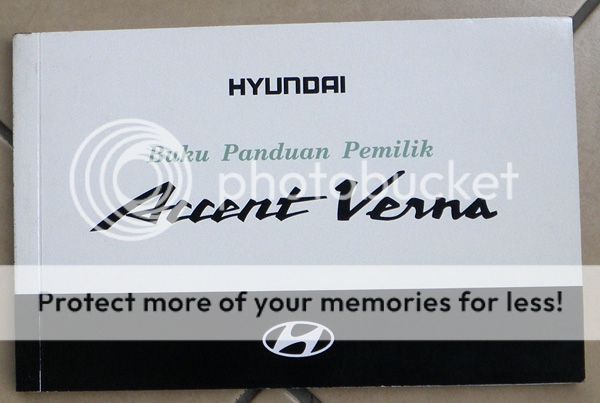 HYUNDAI
Buku Panduan Pemilik
photobucket
Accent Verna
Protect more of your memories for less!